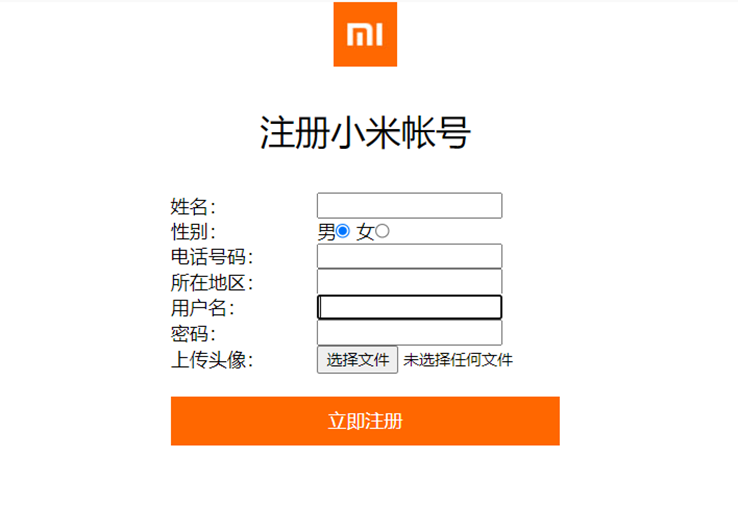 mi
注册小米帐号
姓名：
性别： 男 女
电话号码：
所在地区：
用户名：
密码：
上传头像： 选择文件 未选择任何文件
立即注册